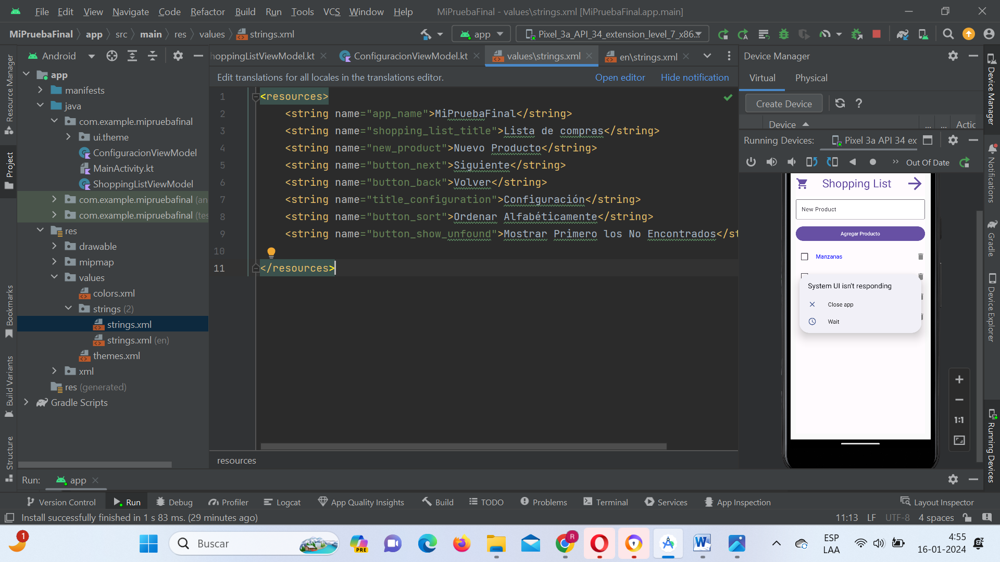 File Edit View Navigate Code Refactor Build Run Tools VCS Window Help MiPruebaFinal - values\strings.xml [MiPruebaFinal.app.main]
MiPruebaFinal app src main res values strings.xml app Pixel_3a_API_34_extension_level_7_x86...
Android
hoppingListViewModel.kt ConfiguracionViewModel.kt values\strings.xml en\strings.xml
Edit translations for all locales in the translations editor. Open editor Hide notification
Resource Manager
Project
Bookmarks
Build Variants
Structure
app
manifests
java
com.example.mipruebafinal
ui.theme
ConfiguracionViewModel
MainActivity.kt
ShoppingListViewModel
com.example.mipruebafinal (an
com.example.mipruebafinal (tes
res
drawable
mipmap
values
colors.xml
strings (2)
strings.xml
strings.xml (en)
themes.xml
xml
res (generated)
Gradle Scripts
1 <resources>
2 <string name="app_name">MiPruebaFinal</string>
3 <string name="shopping_list_title">Lista de compras</string>
4 <string name="new_product">Nuevo Producto</string>
5 <string name="button_next">Siguiente</string>
6 <string name="button_back">Volver</string>
7 <string name="title_configuration">Configuración</string>
8 <string name="button_sort">Ordenar Alfabéticamente</string>
9 <string name="button_show_unfound">Mostrar Primero los No Encontrados</st
10
11 </resources>
resources
Device Manager
Virtual Physical
Create Device
Device ... ... Actic
Running Devices: Pixel 3a API 34 ex
Out Of Date
Shopping List
New Product
Agregar Producto
Manzanas
System UI isn't responding
Close app
Wait
1:1
Device Manager
Notifications
Gradle
Device Explorer
Running Devices
Run: app
Version Control Run Debug Profiler Logcat App Quality Insights Build TODO Problems Terminal Services App Inspection Layout Inspector
Install successfully finished in 1 s 83 ms. (29 minutes ago) 11:13 LF UTF-8 4 spaces
1
Buscar
PRE
R
ESP
LAA
4:55
16-01-2024